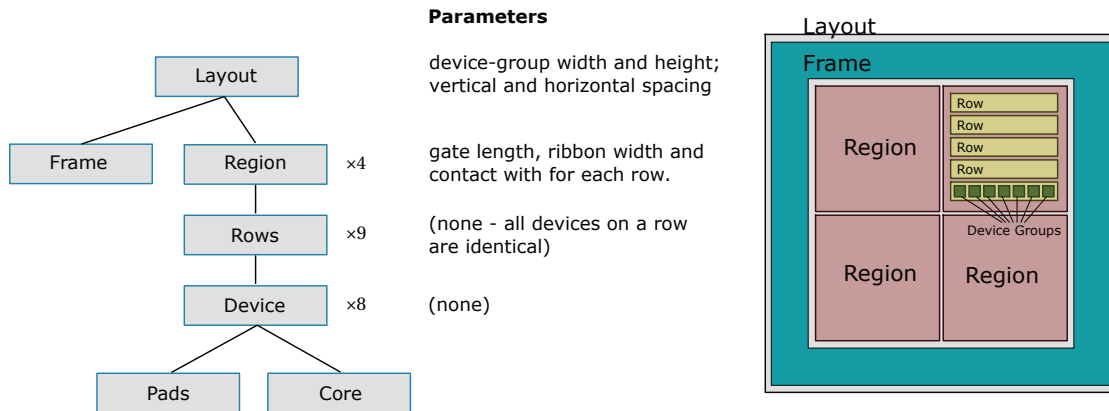 Parameters
Layout
device-group width and height;
vertical and horizontal spacing
Frame
Region
×4
gate length, ribbon width and
contact with for each row.
Rows
×9
(none - all devices on a row
are identical)
Device
×8
(none)
Pads
Core
Layout
Frame
Region
Row
Row
Row
Row
Device Groups
Region
Region